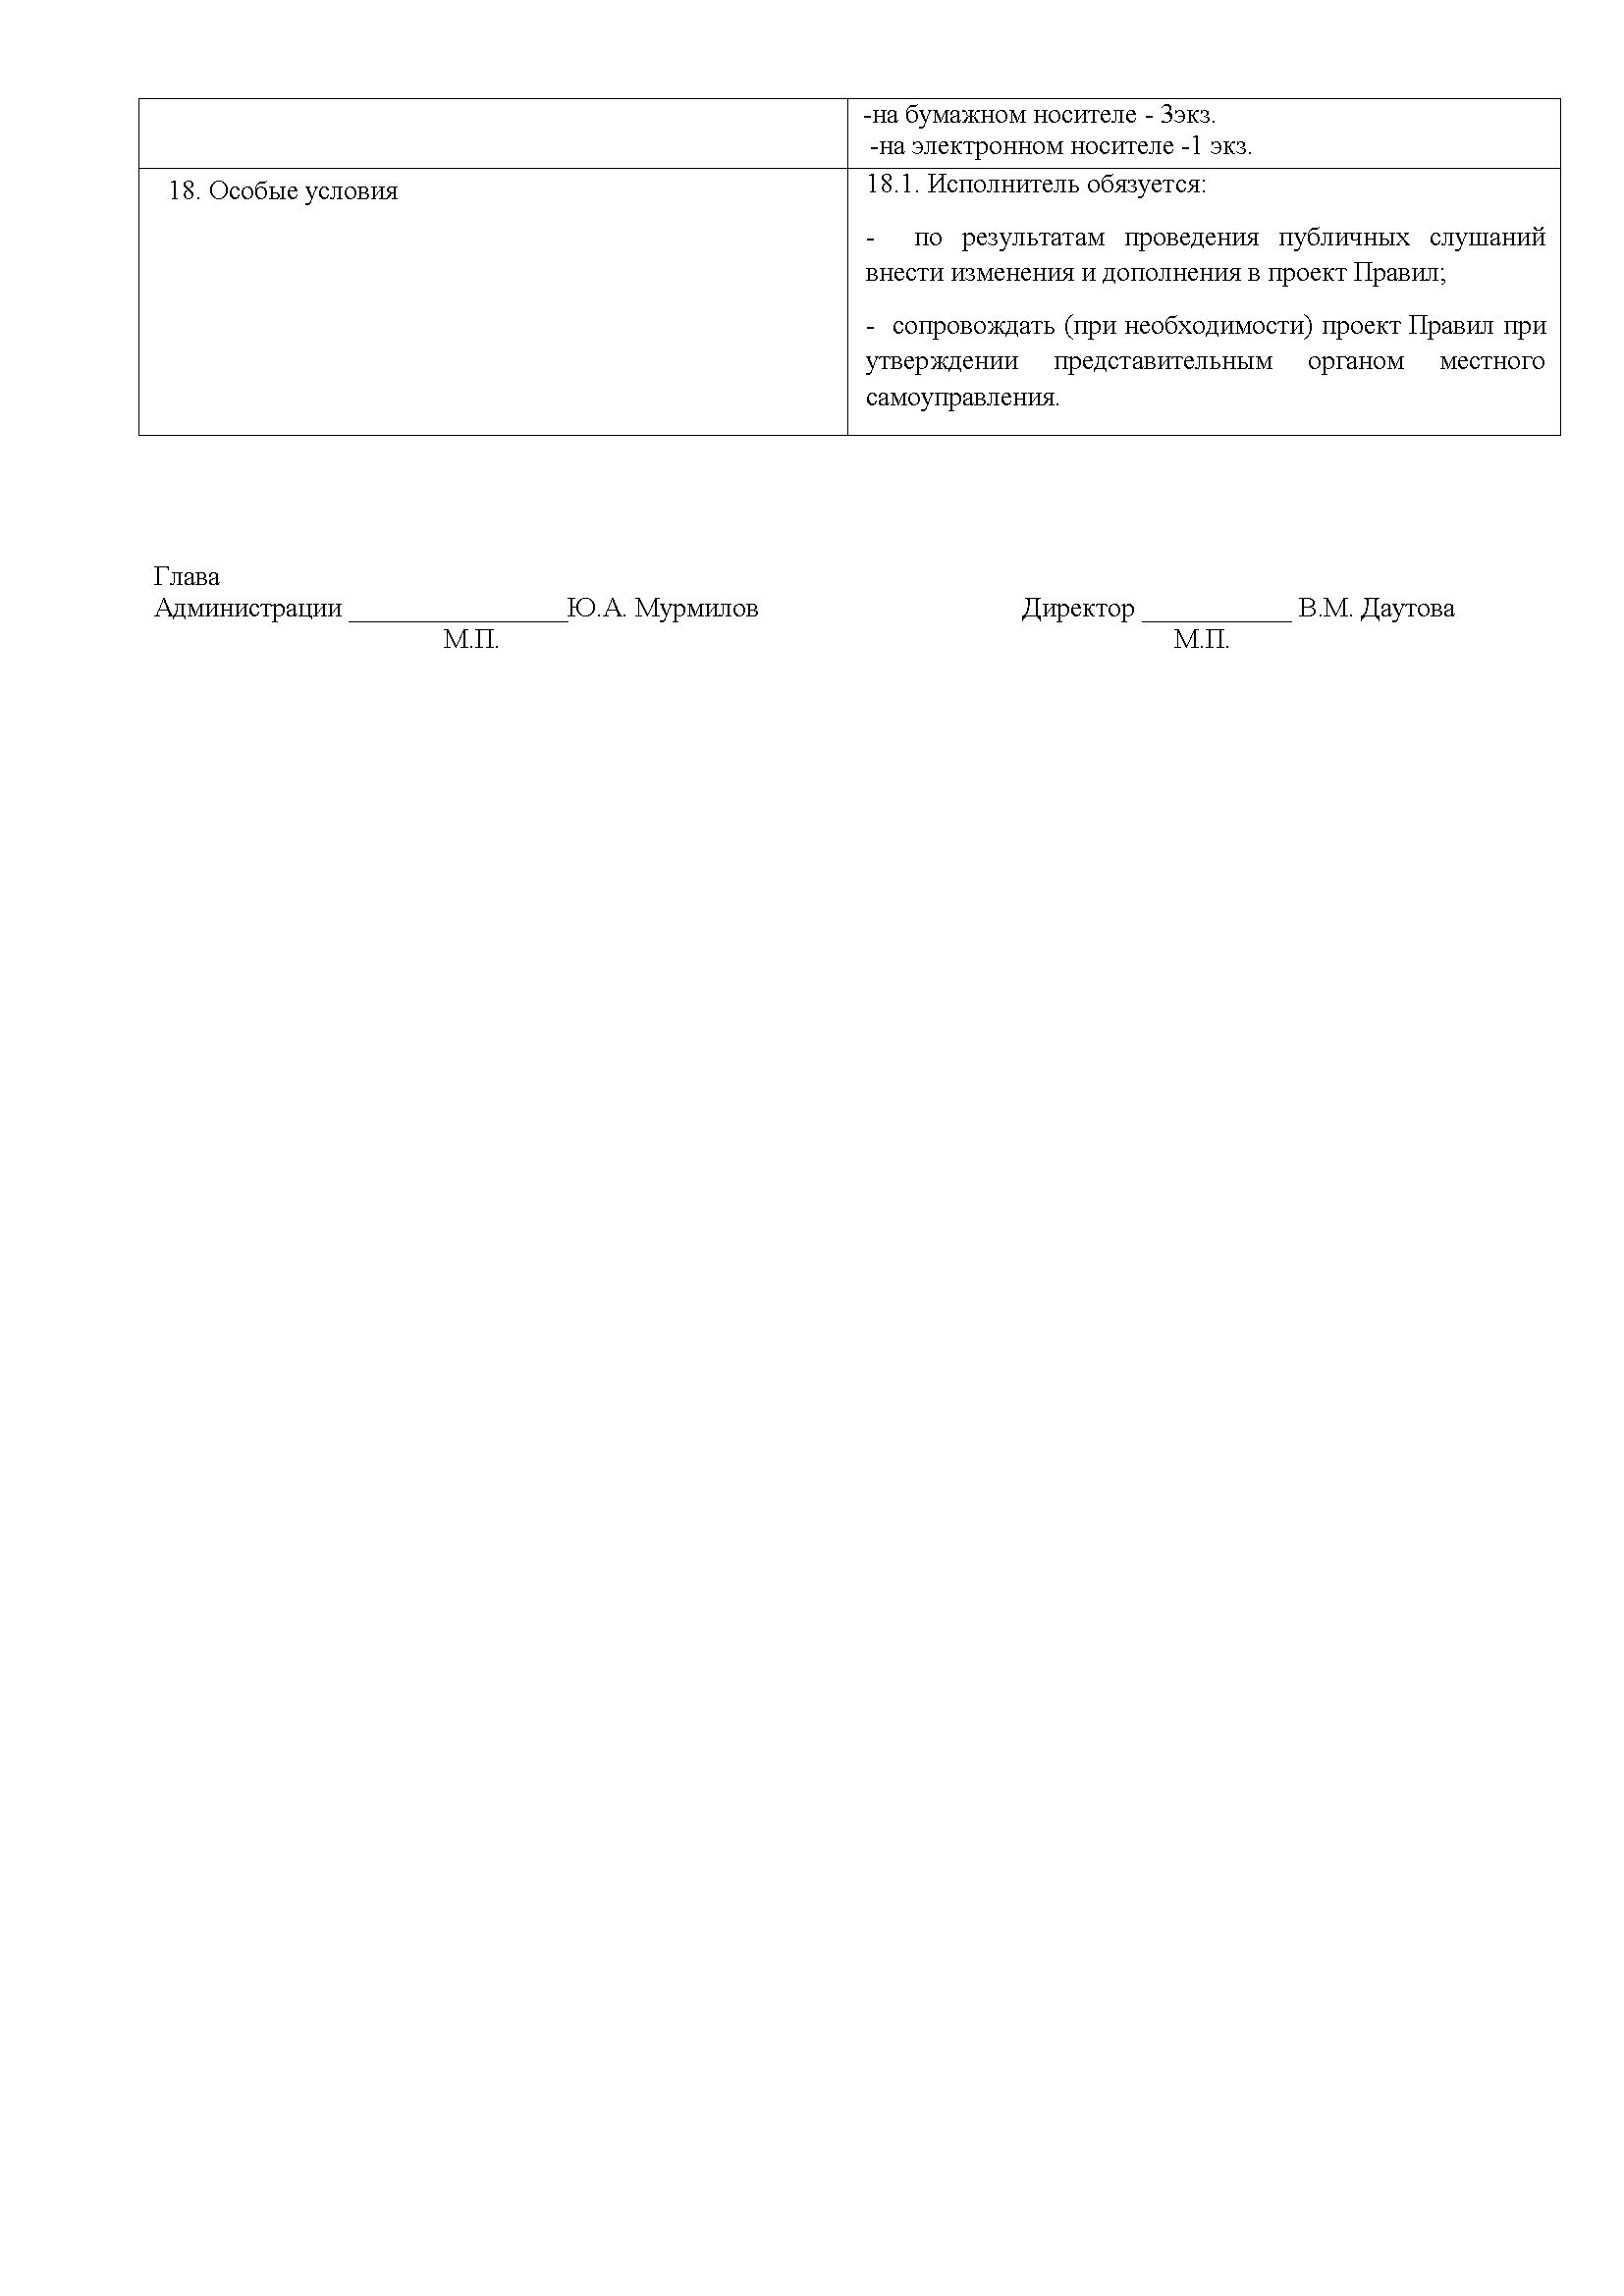 -на бумажном носителе - 3экз.
-на электронном носителе -1 экз.
18. Особые условия
18.1. Исполнитель обязуется:
- по результатам проведения публичных слушаний
внести изменения и дополнения в проект Правил;
- сопровождать (при необходимости) проект Правил при
утверждении представительным органом местного
самоуправления.
Глава
Администрации ________________Ю.А. Мурмилов Директор ___________ В.М. Даутова
М.П. М.П.